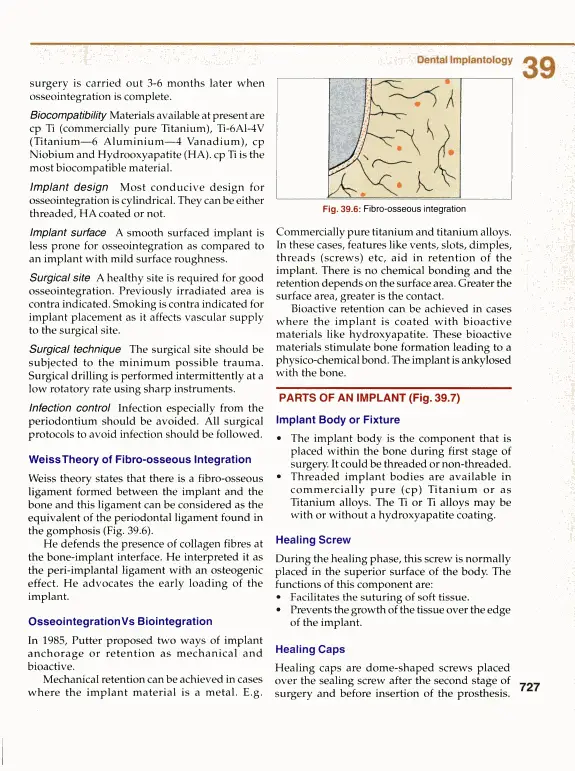 Dental Implantology
39
surgery is carried out 3-6 months later when
osseointegration is complete.
Biocompatibility Materials available at present are
cp Ti (commercially pure Titanium), Ti-6Al-4V
(Titanium—6 Aluminium—4 Vanadium), cp
Niobium and Hydrooxyapatite (HA). cp Ti is the
most biocompatible material.
Implant design Most conducive design for
osseointegration is cylindrical. They can be either
threaded, HA coated or not.
Implant surface A smooth surfaced implant is
less prone for osseointegration as compared to
an implant with mild surface roughness.
Surgical site A healthy site is required for good
osseointegration. Previously irradiated area is
contra indicated. Smoking is contra indicated for
implant placement as it affects vascular supply
to the surgical site.
Surgical technique The surgical site should be
subjected to the minimum possible trauma.
Surgical drilling is performed intermittently at a
low rotatory rate using sharp instruments.
Infection control Infection especially from the
periodontium should be avoided. All surgical
protocols to avoid infection should be followed.
Weiss Theory of Fibro-osseous Integration
Weiss theory states that there is a fibro-osseous
ligament formed between the implant and the
bone and this ligament can be considered as the
equivalent of the periodontal ligament found in
the gomphosis (Fig. 39.6).
He defends the presence of collagen fibres at
the bone-implant interface. He interpreted it as
the peri-implantal ligament with an osteogenic
effect. He advocates the early loading of the
implant.
Osseointegration Vs Biointegration
In 1985, Putter proposed two ways of implant
anchorage or retention as mechanical and
bioactive.
Mechanical retention can be achieved in cases
where the implant material is a metal. E.g.
Fig. 39.6: Fibro-osseous integration
Commercially pure titanium and titanium alloys.
In these cases, features like vents, slots, dimples,
threads (screws) etc, aid in retention of the
implant. There is no chemical bonding and the
retention depends on the surface area. Greater the
surface area, greater is the contact.
Bioactive retention can be achieved in cases
where the implant is coated with bioactive
materials like hydroxyapatite. These bioactive
materials stimulate bone formation leading to a
physico-chemical bond. The implant is ankylosed
with the bone.
PARTS OF AN IMPLANT (Fig. 39.7)
Implant Body or Fixture
• The implant body is the component that is
placed within the bone during first stage of
surgery. It could be threaded or non-threaded.
• Threaded implant bodies are available in
commercially pure (cp) Titanium or as
Titanium alloys. The Ti or Ti alloys may be
with or without a hydroxyapatite coating.
Healing Screw
During the healing phase, this screw is normally
placed in the superior surface of the body. The
functions of this component are:
• Facilitates the suturing of soft tissue.
• Prevents the growth of the tissue over the edge
of the implant.
Healing Caps
Healing caps are dome-shaped screws placed
over the sealing screw after the second stage of
surgery and before insertion of the prosthesis.
727